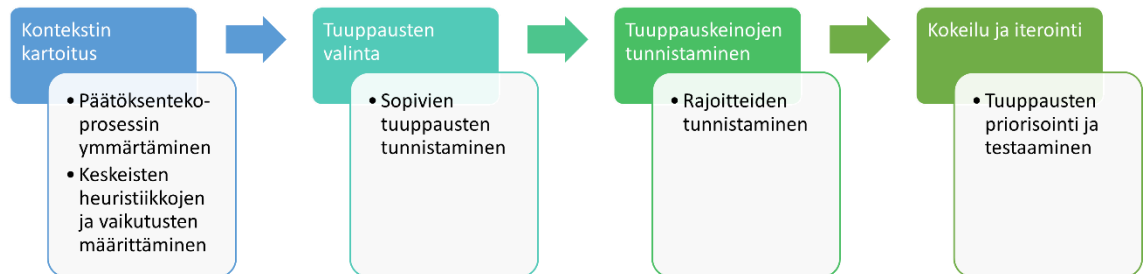 Kontekstin
kartoitus
• Päätöksenteko-
prosessin
ymmärtäminen
• Keskeisten
heuristiikkojen
ja vaikutusten
määrittäminen
Tuuppausten
valinta
• Sopivien
tuuppausten
tunnistaminen
Tuuppauskeinojen
tunnistaminen
• Rajoitteiden
tunnistaminen
Kokeilu ja iterointi
• Tuuppausten
priorisointi ja
testaaminen